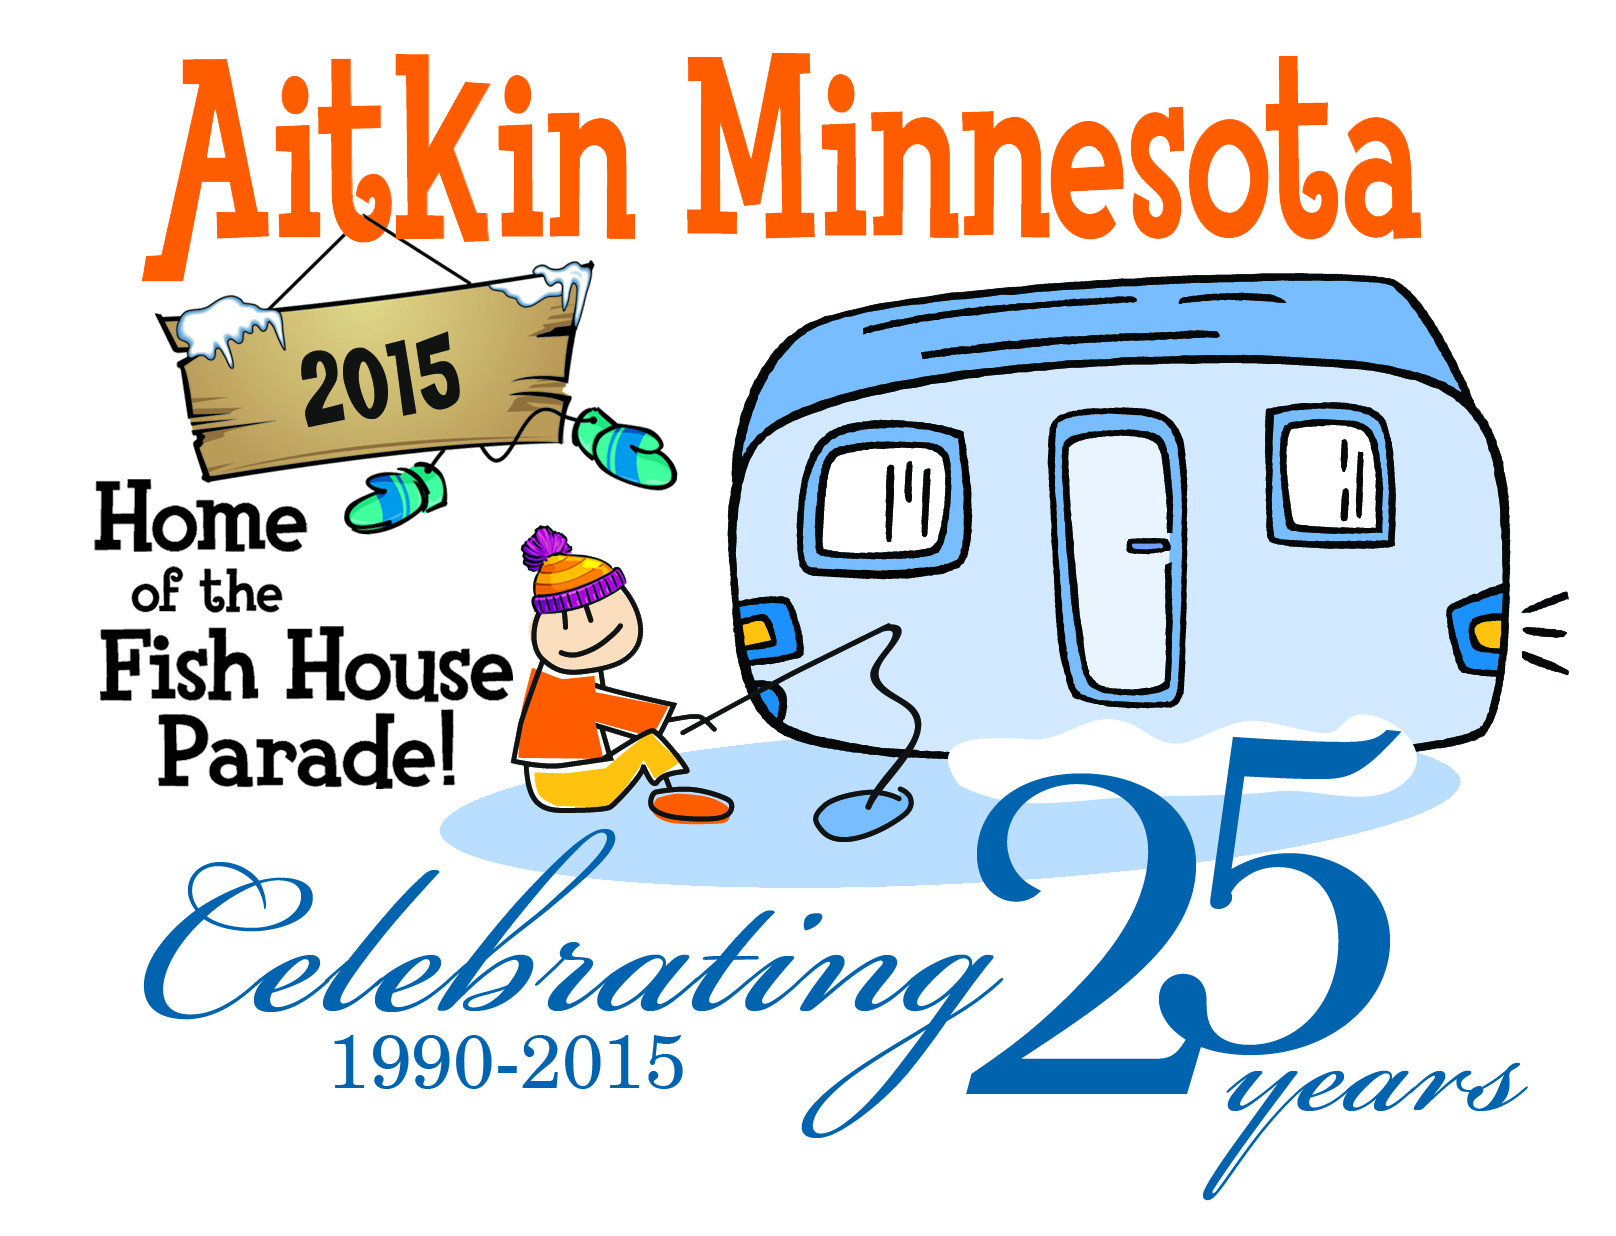 Aitkin Minnesota
2015
Home
of the
Fish House
Parade!
Celebrating 25
1990-2015
years